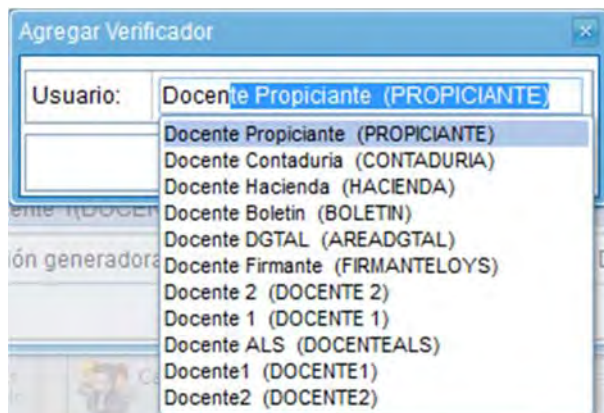 Agregar Verificador
Usuario: Docente Propiciante (PROPICIANTE)
Docente Propiciante (PROPICIANTE)
Docente Contaduria (CONTADURIA)
Docente Hacienda (HACIENDA)
Docente Boletin (BOLETIN)
Docente DGTAL (AREADGTAL)
Docente Firmante (FIRMANTELOYS)
Docente 2 (DOCENTE 2)
Docente 1 (DOCENTE 1)
Docente ALS (DOCENTEALS)
Docente1 (DOCENTE1)
Docente2 (DOCENTE2)
ión generadora